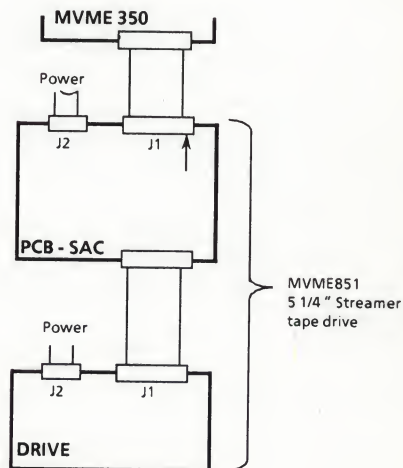 MVME 350
Power
J2
J1
PCB - SAC
MVME851
5 1/4 " Streamer
tape drive
Power
J2
J1
DRIVE